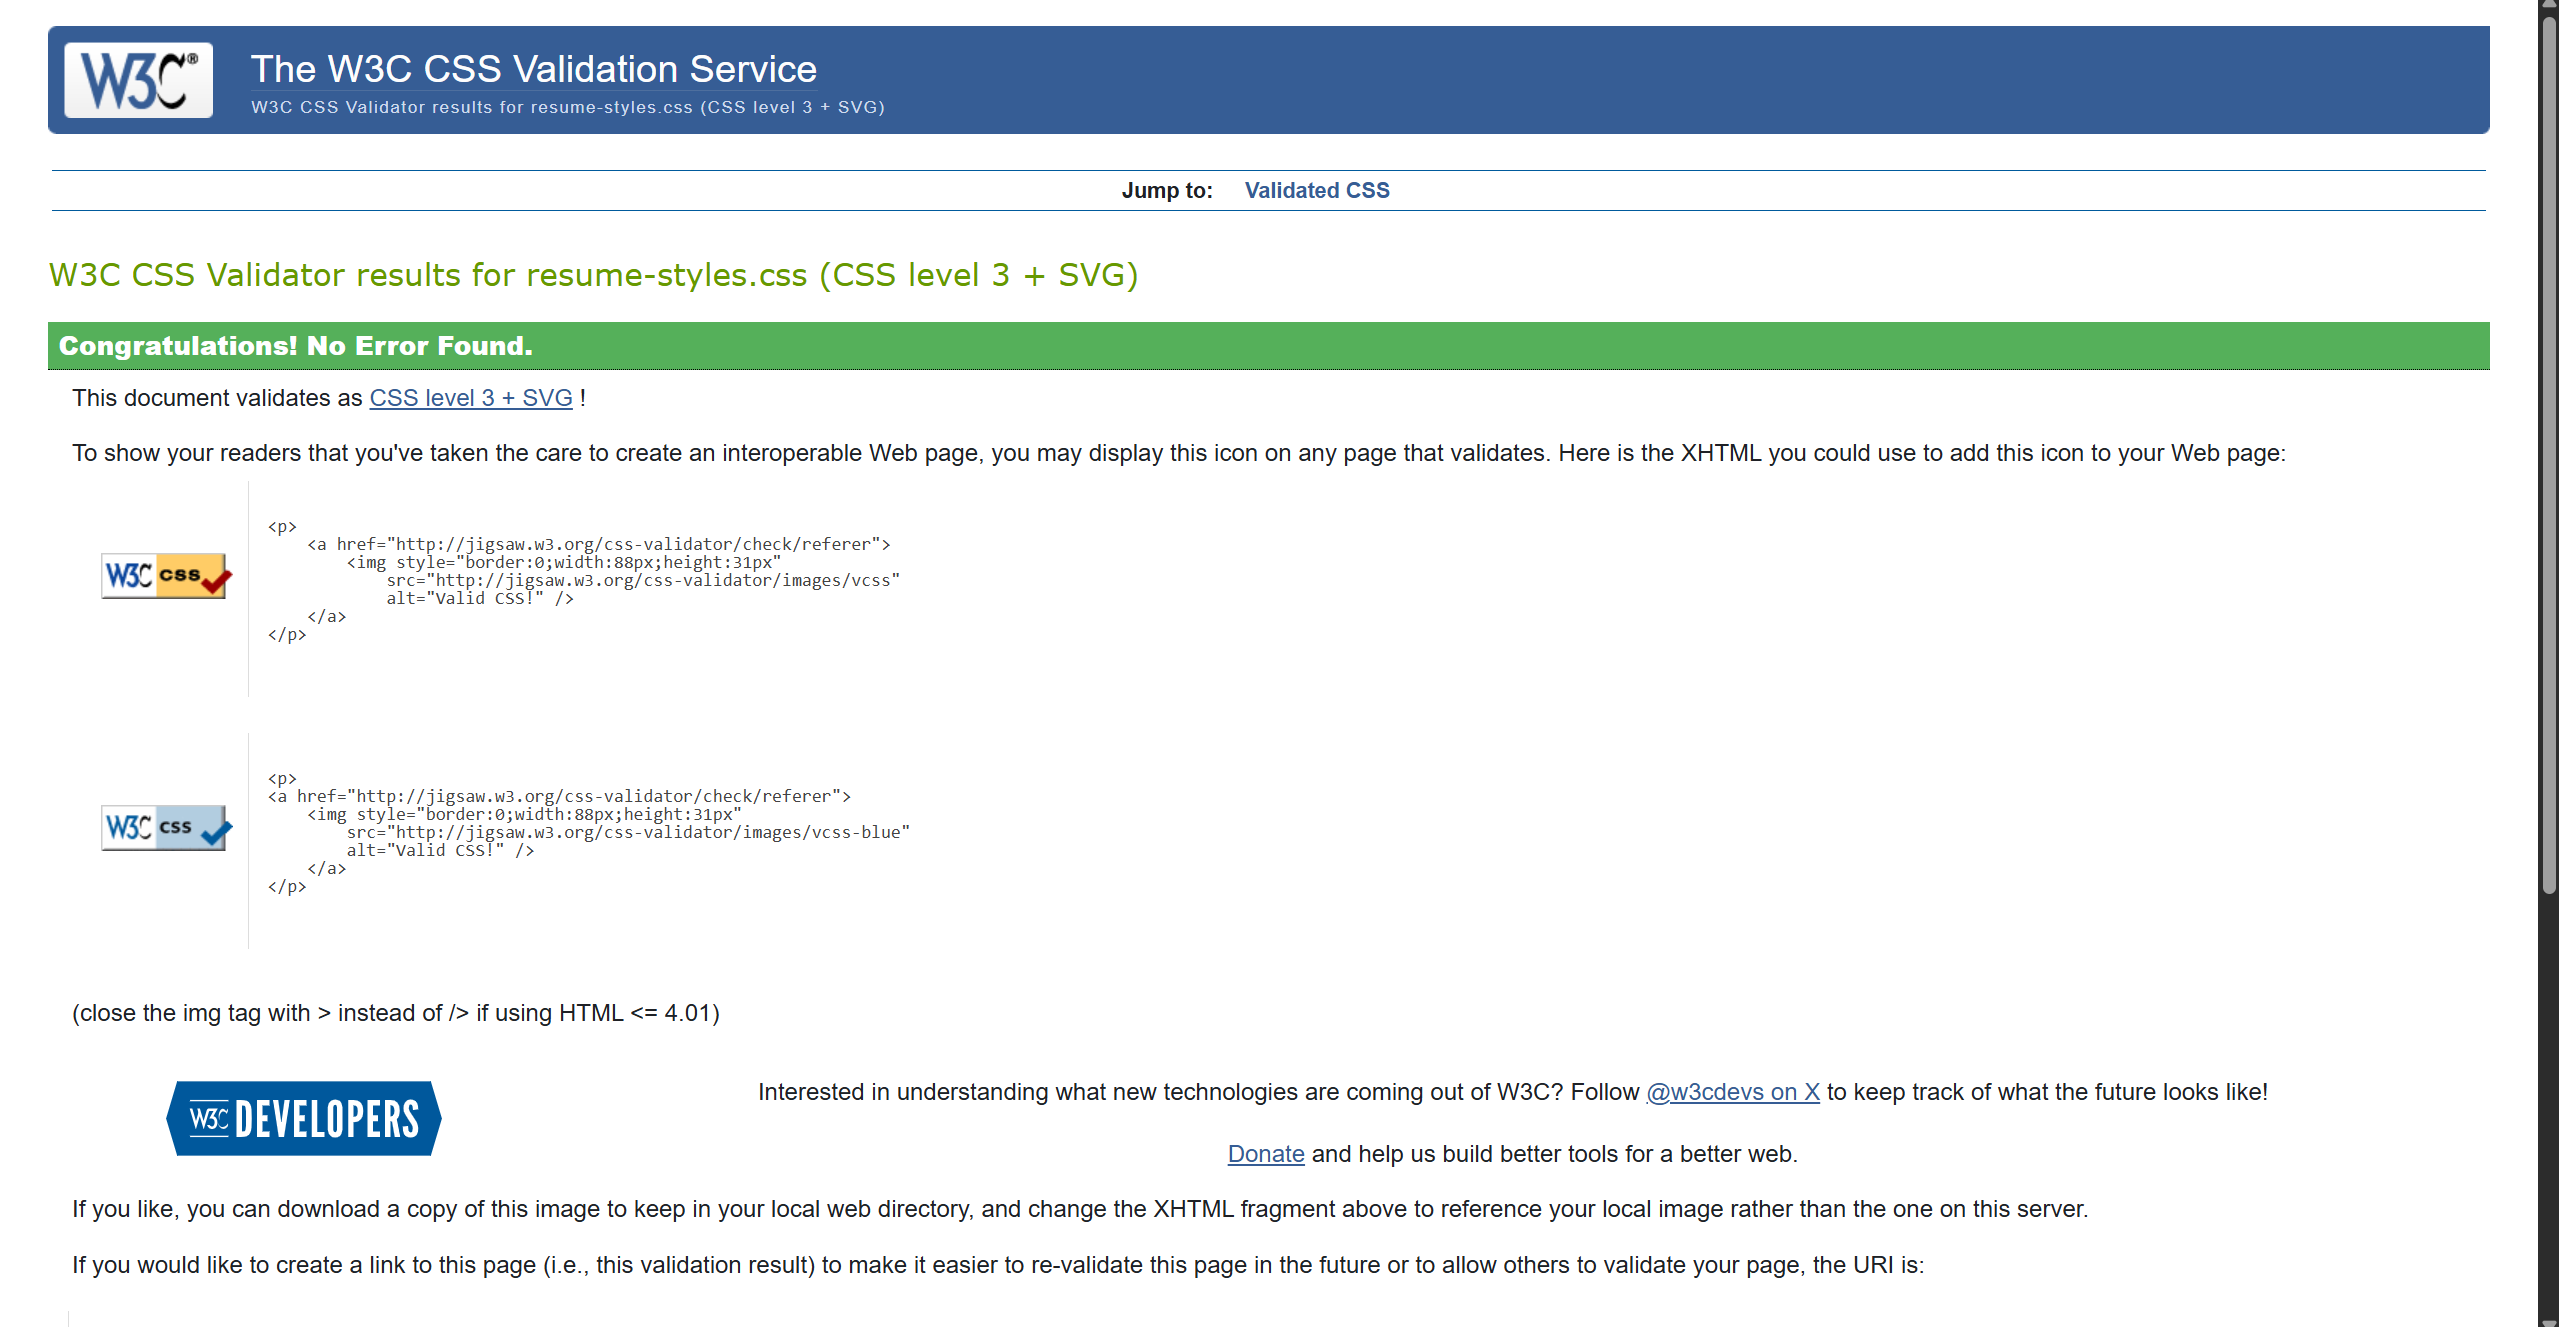 W3C®
The W3C CSS Validation Service
W3C CSS Validator results for resume-styles.css (CSS level 3 + SVG)
Jump to: Validated CSS
W3C CSS Validator results for resume-styles.css (CSS level 3 + SVG)
Congratulations! No Error Found.
This document validates as CSS level 3 + SVG !
To show your readers that you've taken the care to create an interoperable Web page, you may display this icon on any page that validates. Here is the XHTML you could use to add this icon to your Web page:
W3C css
<p>
    <a href="http://jigsaw.w3.org/css-validator/check/referer">
        <img style="border:0;width:88px;height:31px"
            src="http://jigsaw.w3.org/css-validator/images/vcss"
            alt="Valid CSS!" />
    </a>
</p>
W3C css
<p>
<a href="http://jigsaw.w3.org/css-validator/check/referer">
    <img style="border:0;width:88px;height:31px"
        src="http://jigsaw.w3.org/css-validator/images/vcss-blue"
        alt="Valid CSS!" />
    </a>
</p>
(close the img tag with > instead of /> if using HTML <= 4.01)
W3C DEVELOPERS
Interested in understanding what new technologies are coming out of W3C? Follow @w3cdevs on X to keep track of what the future looks like!
Donate and help us build better tools for a better web.
If you like, you can download a copy of this image to keep in your local web directory, and change the XHTML fragment above to reference your local image rather than the one on this server.
If you would like to create a link to this page (i.e., this validation result) to make it easier to re-validate this page in the future or to allow others to validate your page, the URI is: